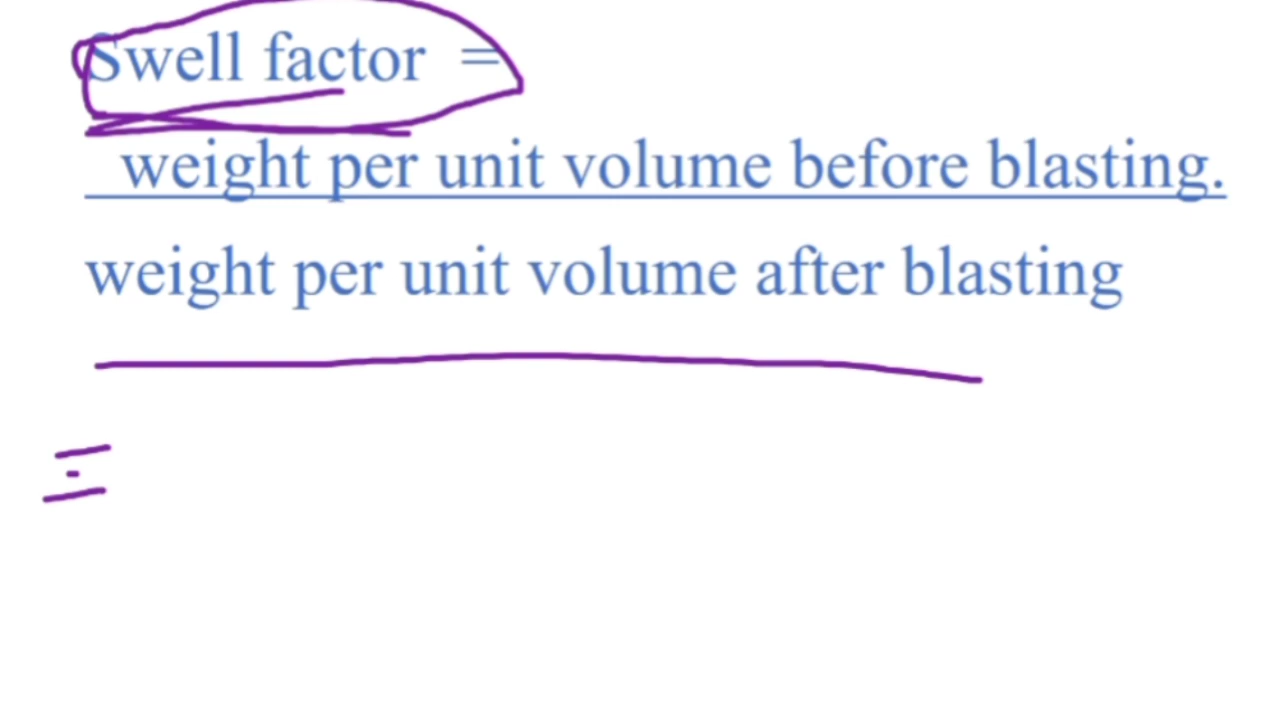 Swell factor =
weight per unit volume before blasting.
weight per unit volume after blasting
=